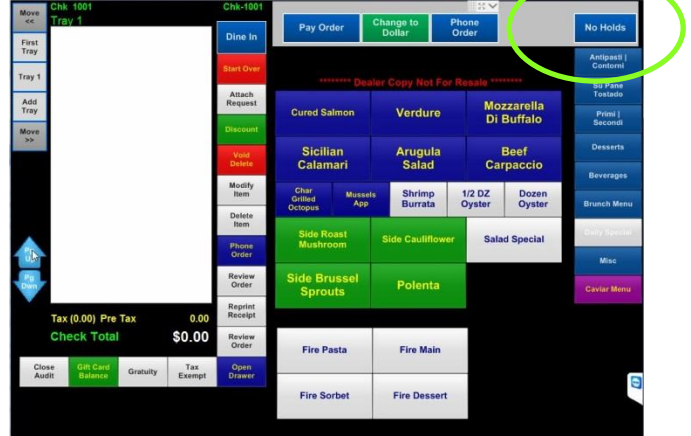 Move
<<
First
Tray
Tray 1
Add
Tray
Move
>>
Chk 1001
Tray 1
Chk-1001
Pg
Up
Pg
Dwn
Tax (0.00) Pre Tax 0.00
Check Total $0.00
Close
Audit
Gift Card
Balance
Gratuity
Tax
Exempt
Dine In
Start Over
Attach
Request
Discount
Void
Delete
Modify
Item
Delete
Item
Phone
Order
Review
Order
Reprint
Receipt
Review
Order
Open
Drawer
Pay Order
Change to
Dollar
Phone
Order
No Holds
******** Dealer Copy Not For Resale ********
Cured Salmon
Verdure
Mozzarella
Di Buffalo
Sicilian
Calamari
Arugula
Salad
Beef
Carpaccio
Char
Grilled
Octopus
Mussels
App
Shrimp
Burrata
1/2 DZ
Oyster
Dozen
Oyster
Side Roast
Mushroom
Side Cauliflower
Salad Special
Side Brussel
Sprouts
Polenta
Fire Pasta
Fire Main
Fire Sorbet
Fire Dessert
Antipasti |
Contorni
Su Pane
Tostado
Primi |
Secondi
Desserts
Beverages
Brunch Menu
Daily Special
Misc
Caviar Menu